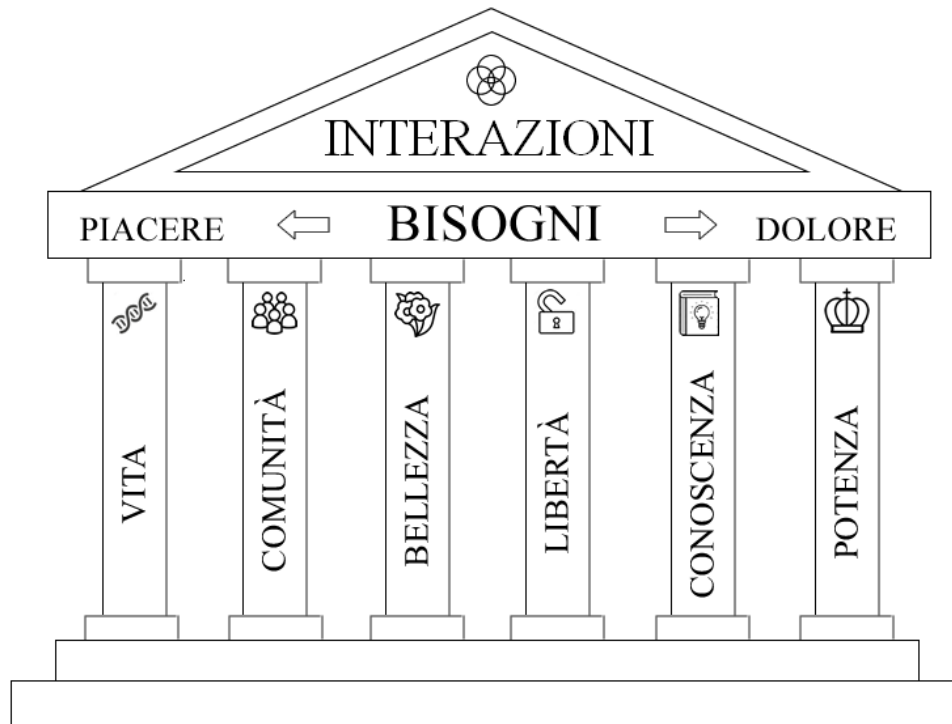 INTERAZIONI
PIACERE BISOGNI DOLORE
VITA
COMUNITÀ
BELLEZZA
LIBERTÀ
CONOSCENZA
POTENZA